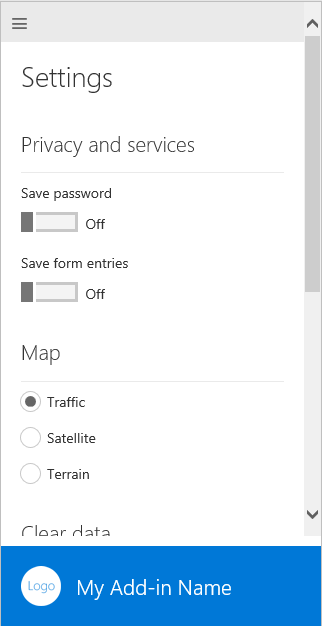 Settings
Privacy and services
Save password
Off
Save form entries
Off
Map
Traffic
Satellite
Terrain
Clear data
Logo My Add-in Name